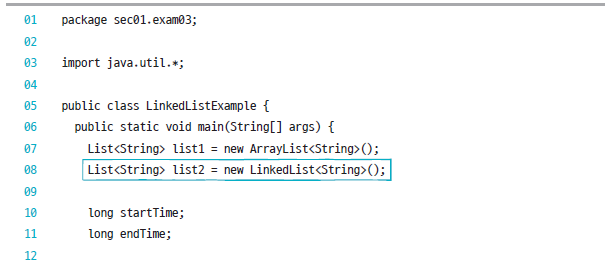 01 package sec01.exam03;
02
03 import java.util.*;
04
05 public class LinkedListExample {
06 public static void main(String[] args) {
07 List<String> list1 = new ArrayList<String>();
08 List<String> list2 = new LinkedList<String>();
09
10 long startTime;
11 long endTime;
12